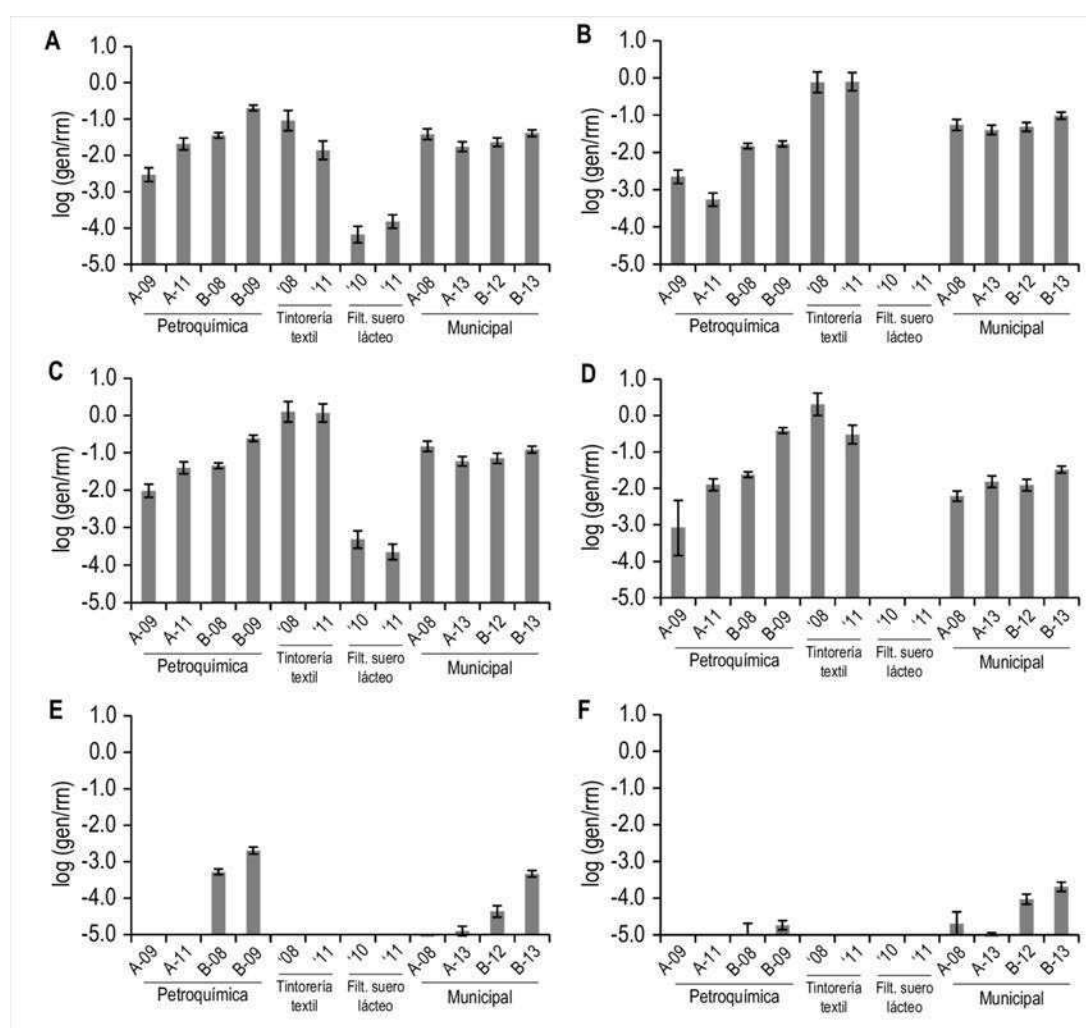 A
1.0
0.0
-1.0
-2.0
-3.0
-4.0
-5.0
log (gen/rrn)
A-09 A-11 B-08 B-09 '08 '11 '10 '11 A-08 A-13 B-12 B-13
Petroquímica
Tintorería
textil
Filt. suero
lácteo
Municipal
B
1.0
0.0
-1.0
-2.0
-3.0
-4.0
-5.0
log (gen/rrn)
A-09 A-11 B-08 B-09 '08 '11 '10 '11 A-08 A-13 B-12 B-13
Petroquímica
Tintorería
textil
Filt. suero
lácteo
Municipal
C
1.0
0.0
-1.0
-2.0
-3.0
-4.0
-5.0
log (gen/rrn)
A-09 A-11 B-08 B-09 '08 '11 '10 '11 A-08 A-13 B-12 B-13
Petroquímica
Tintorería
textil
Filt. suero
lácteo
Municipal
D
1.0
0.0
-1.0
-2.0
-3.0
-4.0
-5.0
log (gen/rrn)
A-09 A-11 B-08 B-09 '08 '11 '10 '11 A-08 A-13 B-12 B-13
Petroquímica
Tintorería
textil
Filt. suero
lácteo
Municipal
E
1.0
0.0
-1.0
-2.0
-3.0
-4.0
-5.0
log (gen/rrn)
A-09 A-11 B-08 B-09 '08 '11 '10 '11 A-08 A-13 B-12 B-13
Petroquímica
Tintorería
textil
Filt. suero
lácteo
Municipal
F
1.0
0.0
-1.0
-2.0
-3.0
-4.0
-5.0
log (gen/rrn)
A-09 A-11 B-08 B-09 '08 '11 '10 '11 A-08 A-13 B-12 B-13
Petroquímica
Tintorería
textil
Filt. suero
lácteo
Municipal